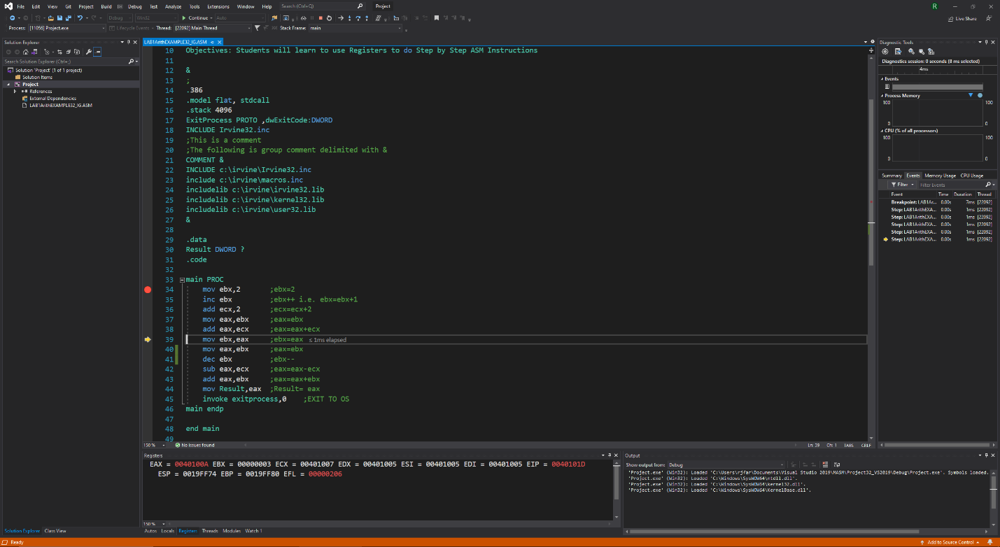 File Edit View Git Project Build Debug Test Analyze Tools Extensions Window Help Search (Ctrl+Q) Project R
Debug Win32 Continue Auto Live Share
Process: [11056] Project.exe Lifecycle Events Thread: [22092] Main Thread Stack Frame: main
Solution Explorer
Search Solution Explorer (Ctrl+;)
Solution 'Project' (1 of 1 project)
Solution Items
Project
References
External Dependencies
LAB1ArithEXAMPLE32_IG.ASM
Solution Explorer Class View
LAB1ArithEXAMPLE32_IG.ASM
10 Objectives: Students will learn to use Registers to do Step by Step ASM Instructions
11
12 &
13 ;
14 .386
15 .model flat, stdcall
16 .stack 4096
17 ExitProcess PROTO ,dwExitCode:DWORD
18 INCLUDE Irvine32.inc
19 ;This is a comment
20 ;The following is group comment delimited with &
21 COMMENT &
22 INCLUDE c:\irvine\Irvine32.inc
23 include c:\irvine\macros.inc
24 includelib c:\irvine\irvine32.lib
25 includelib c:\irvine\kernel32.lib
26 includelib c:\irvine\user32.lib
27 &
28
29 .data
30 Result DWORD ?
31 .code
32
33 main PROC
34 mov ebx,2 ;ebx=2
35 inc ebx ;ebx++ i.e. ebx=ebx+1
36 add ecx,2 ;ecx=ecx+2
37 mov eax,ebx ;eax=ebx
38 add eax,ecx ;eax=eax+ecx
39 mov ebx,eax ;ebx=eax ≤ 1ms elapsed
40 mov eax,ebx ;eax=ebx
41 dec ebx ;ebx--
42 sub eax,ecx ;eax=eax-ecx
43 add eax,ebx ;eax=eax+ebx
44 mov Result,eax ;Result= eax
45 invoke exitprocess,0 ;EXIT TO OS
46 main endp
47
48 end main
49
150 % No issues found Ln: 39 Ch: 1 TABS CRLF
Registers
EAX = 0040100A EBX = 00000003 ECX = 00401007 EDX = 00401005 ESI = 00401005 EDI = 00401005 EIP = 0040101D
ESP = 0019FF74 EBP = 0019FF80 EFL = 00000206
150 %
Autos Locals Registers Threads Modules Watch 1
Output
Show output from: Debug
'Project.exe' (Win32): Loaded 'C:\Users\rjfar\Documents\Visual Studio 2019\MASM\Project32_VS2019\Debug\Project.exe'. Symbols loaded.
'Project.exe' (Win32): Loaded 'C:\Windows\SysWOW64\ntdll.dll'.
'Project.exe' (Win32): Loaded 'C:\Windows\SysWOW64\kernel32.dll'.
'Project.exe' (Win32): Loaded 'C:\Windows\SysWOW64\KernelBase.dll'.
Diagnostic Tools
Diagnostics session: 0 seconds (8 ms selected)
4ms
Events
Process Memory
100 100
0 0
CPU (% of all processors)
100 100
0 0
Summary Events Memory Usage CPU Usage
Filter Filter Events
Event Time Duration Thread
Breakpoint: LAB1Ar... 0.00s 7ms [22092]
Step: LAB1ArithEXA... 0.00s 1ms [22092]
Step: LAB1ArithEXA... 0.00s 1ms [22092]
Step: LAB1ArithEXA... 0.00s 1ms [22092]
Step: LAB1ArithEXA... 0.00s 1ms [22092]
Step: LAB1ArithEXA... 0.00s 1ms [22092]
Ready Add to Source Control